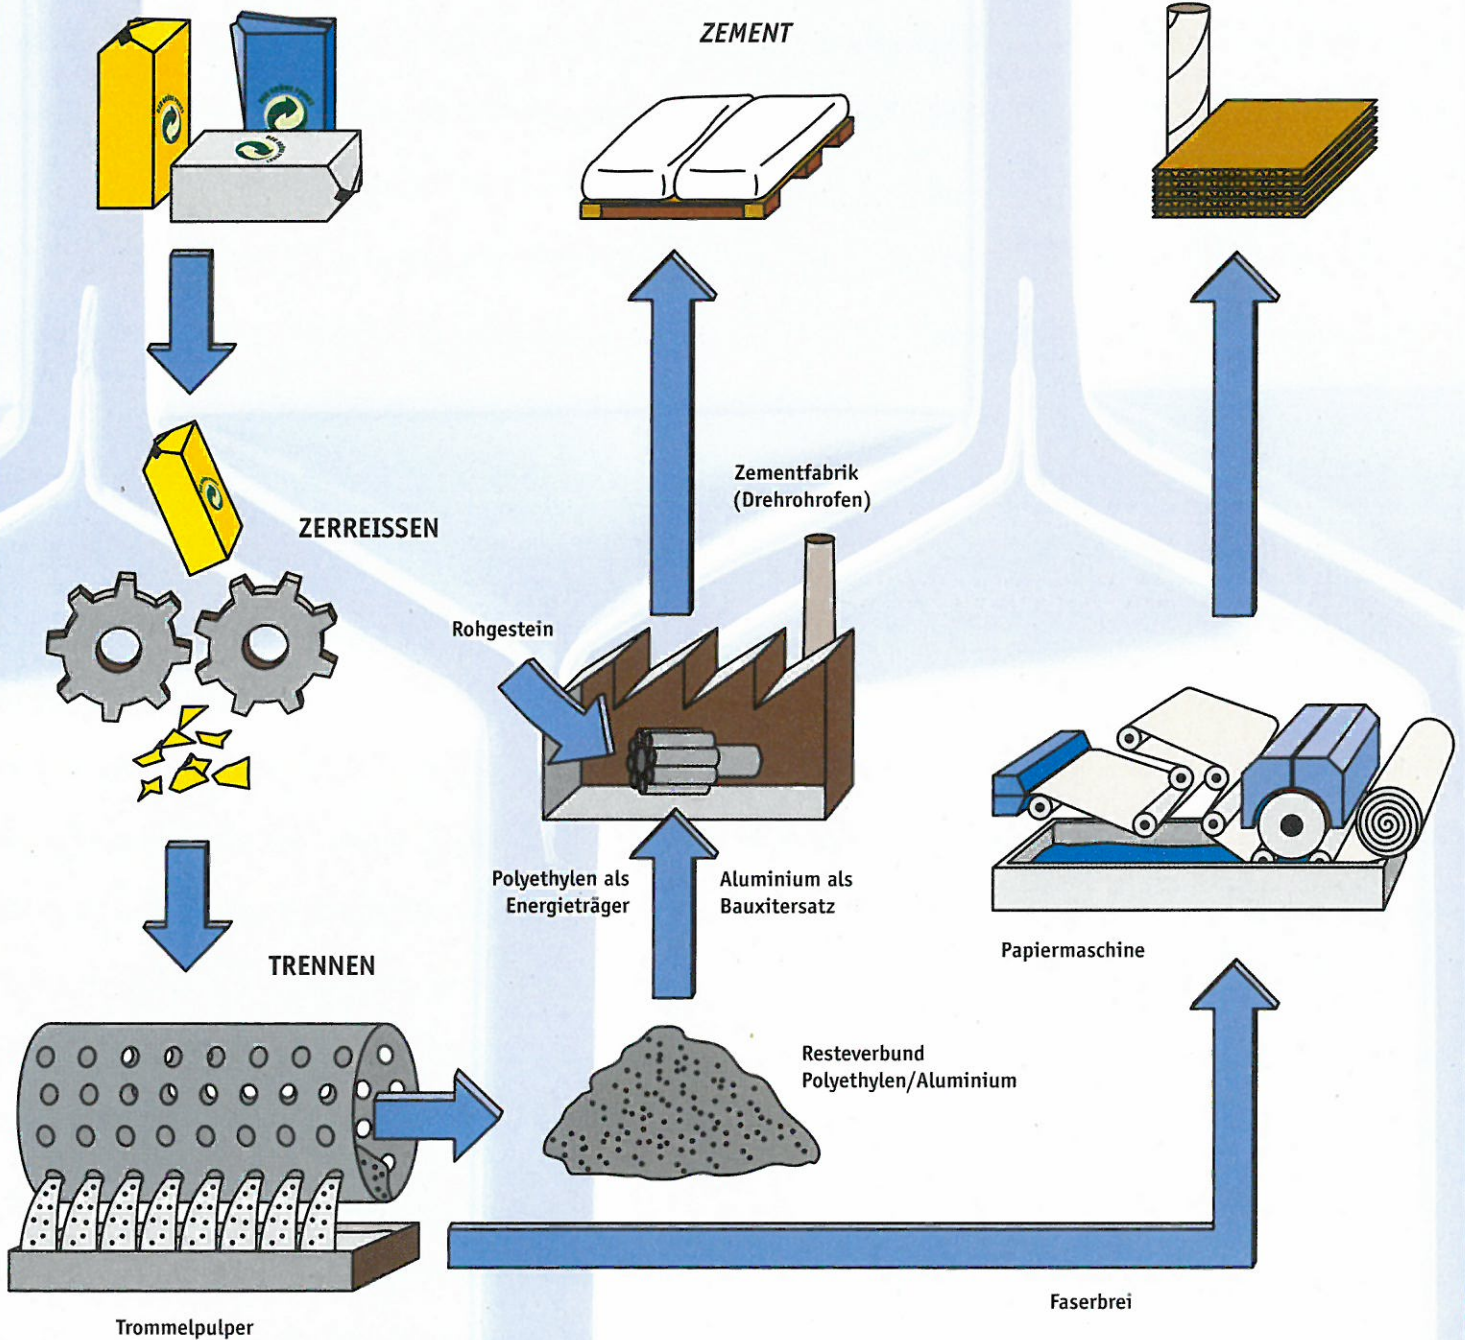 ZEMENT
ZERREISSEN
Zementfabrik
(Drehrohrofen)
Rohgestein
Polyethylen als
Energieträger
Aluminium als
Bauxitersatz
Papiermaschine
TRENNEN
Resteverbund
Polyethylen/Aluminium
Faserbrei
Trommelpulper